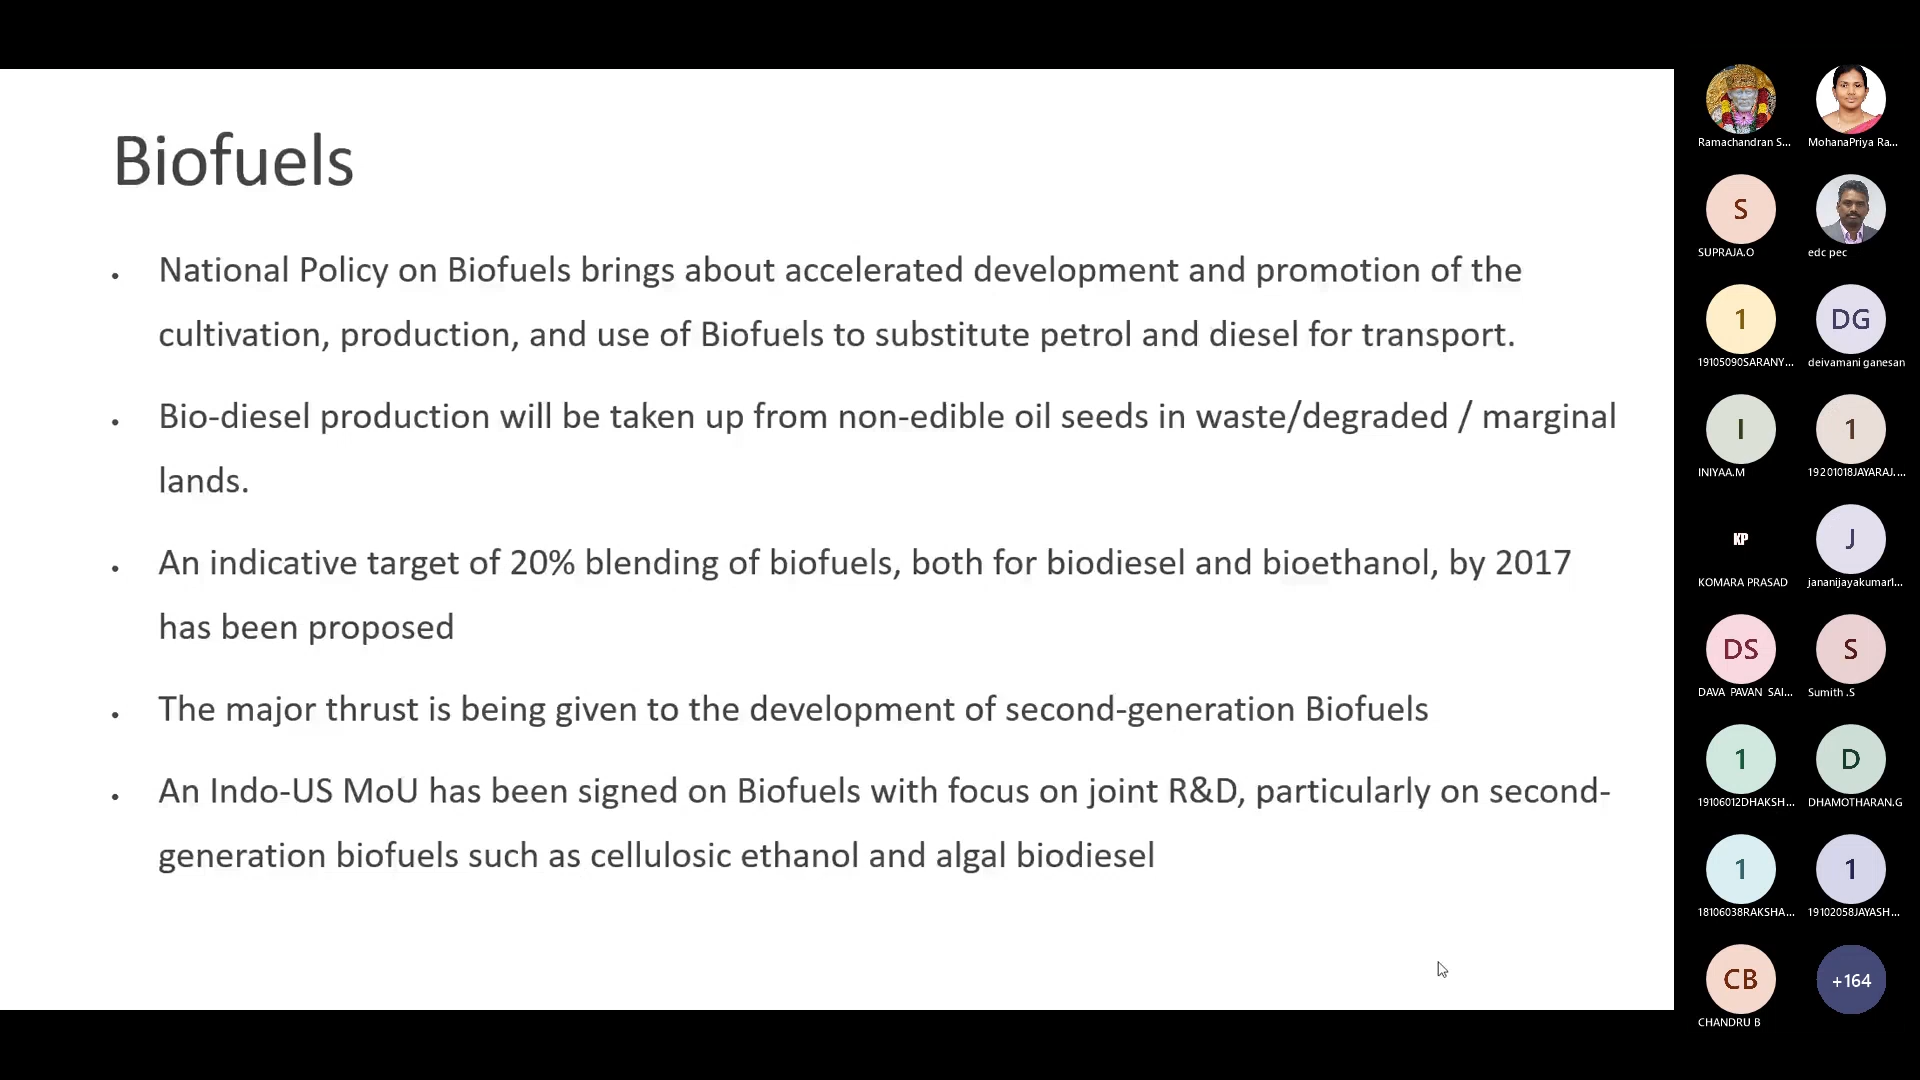 Biofuels
• National Policy on Biofuels brings about accelerated development and promotion of the
cultivation, production, and use of Biofuels to substitute petrol and diesel for transport.
• Bio-diesel production will be taken up from non-edible oil seeds in waste/degraded / marginal
lands.
• An indicative target of 20% blending of biofuels, both for biodiesel and bioethanol, by 2017
has been proposed
• The major thrust is being given to the development of second-generation Biofuels
• An Indo-US MoU has been signed on Biofuels with focus on joint R&D, particularly on second-
generation biofuels such as cellulosic ethanol and algal biodiesel
Ramachandran S...
MohanaPriya Ra...
S
SUPRAJA.O
edc pec
1
19105090SARANY...
DG
deivamani ganesan
I
INIYAA.M
1
19201018JAYARAJ....
KP
KOMARA PRASAD
J
jananijayakumarI...
DS
DAVA PAVAN SAI...
S
Sumith .S
1
19106012DHAKSH...
D
DHAMOTHARAN.G
1
18106038RAKSHA...
1
19102058JAYASH...
CB
CHANDRU B
+164